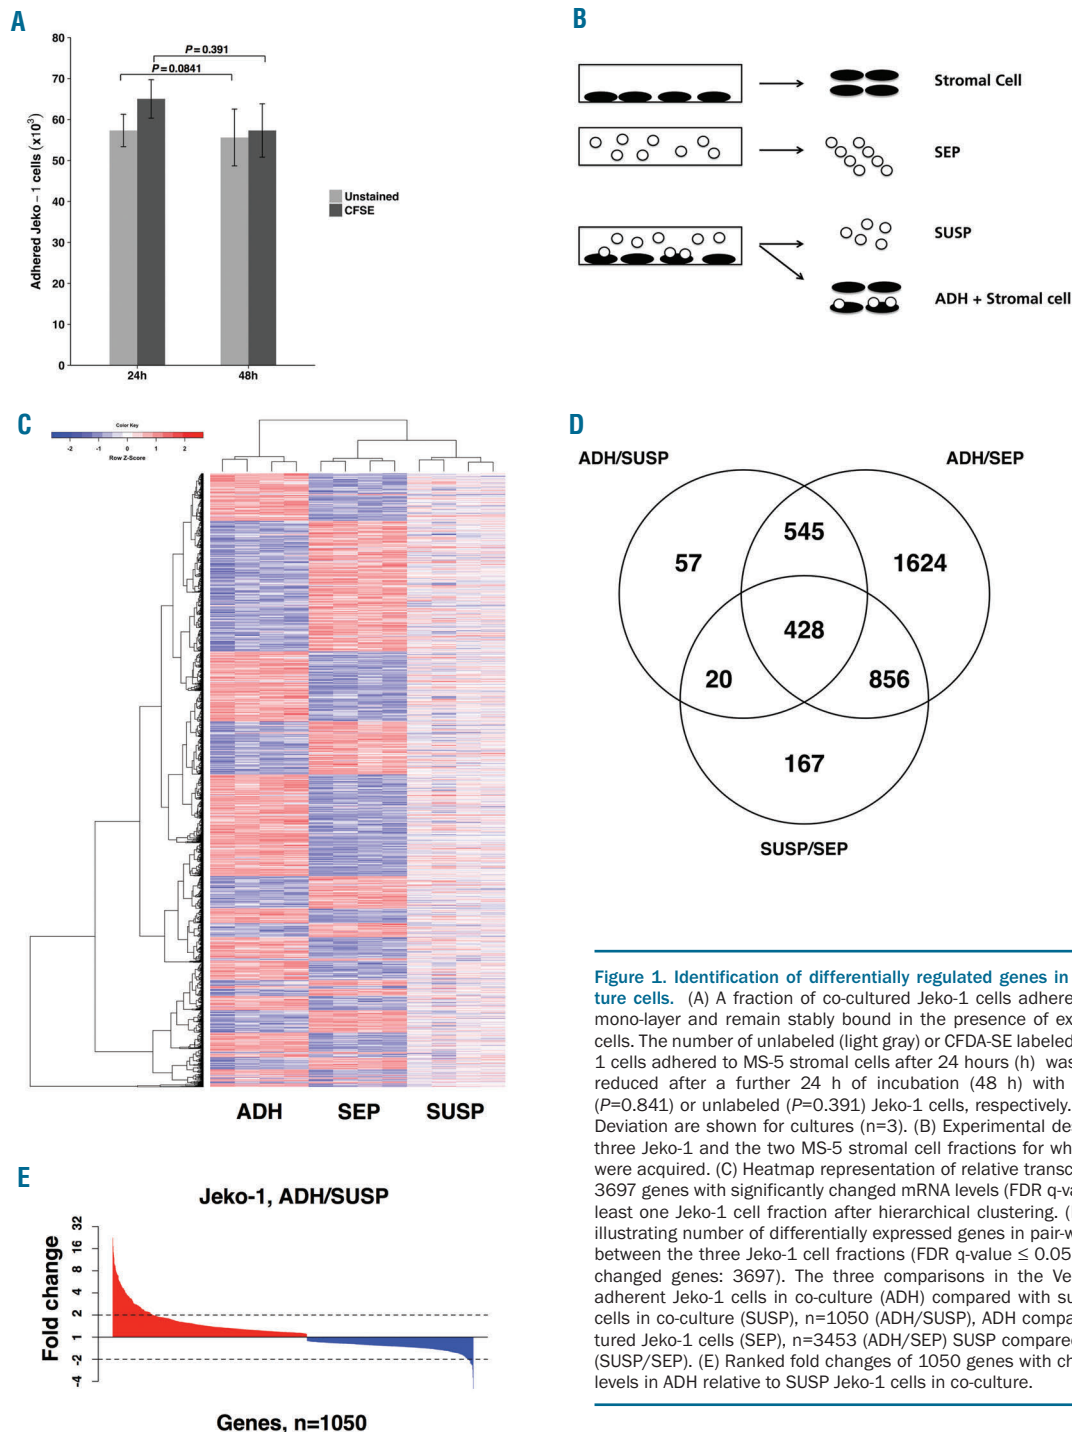 A
P=0.391
P=0.0841
80
70
60
50
40
30
20
10
0
Adhered Jeko – 1 cells (x10³)
24h
48h
Unstained
CFSE
B
Stromal Cell
SEP
SUSP
ADH + Stromal cell
C
Color Key
-2
-1
0
1
2
Row Z-Score
ADH
SEP
SUSP
D
ADH/SUSP
ADH/SEP
545
57
1624
428
20
856
167
SUSP/SEP
E
Jeko-1, ADH/SUSP
Fold change
32
16
8
4
2
1
-2
-4
Genes, n=1050
Figure 1. Identification of differentially regulated genes in
ture cells. (A) A fraction of co-cultured Jeko-1 cells adhere
mono-layer and remain stably bound in the presence of ex
cells. The number of unlabeled (light gray) or CFDA-SE labeled
1 cells adhered to MS-5 stromal cells after 24 hours (h) was
reduced after a further 24 h of incubation (48 h) with
(P=0.841) or unlabeled (P=0.391) Jeko-1 cells, respectively.
Deviation are shown for cultures (n=3). (B) Experimental des
three Jeko-1 and the two MS-5 stromal cell fractions for wh
were acquired. (C) Heatmap representation of relative transc
3697 genes with significantly changed mRNA levels (FDR q-va
least one Jeko-1 cell fraction after hierarchical clustering. (
illustrating number of differentially expressed genes in pair-w
between the three Jeko-1 cell fractions (FDR q-value ≤ 0.05
changed genes: 3697). The three comparisons in the Ve
adherent Jeko-1 cells in co-culture (ADH) compared with su
cells in co-culture (SUSP), n=1050 (ADH/SUSP), ADH compa
tured Jeko-1 cells (SEP), n=3453 (ADH/SEP) SUSP compared
(SUSP/SEP). (E) Ranked fold changes of 1050 genes with ch
levels in ADH relative to SUSP Jeko-1 cells in co-culture.